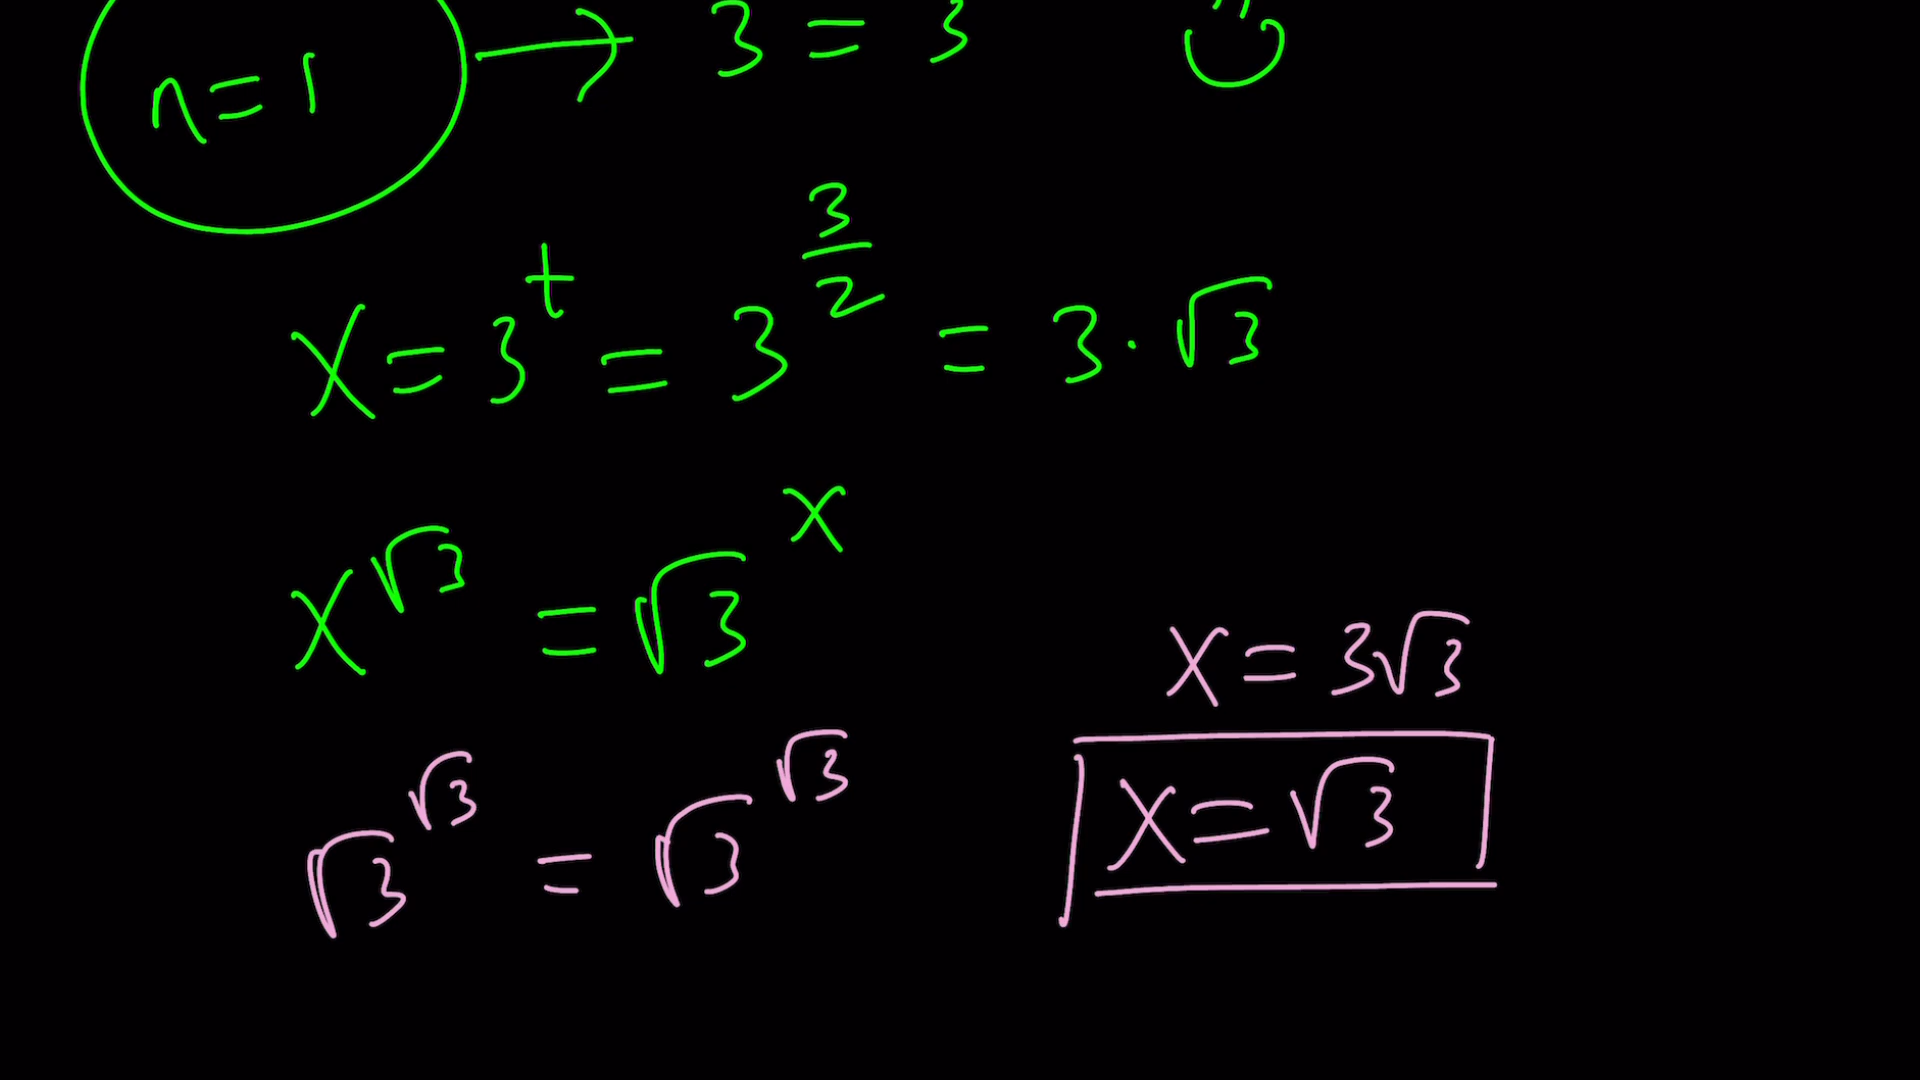 n=1 → 3 = 3
X = 3^t = 3^(3/2) = 3·√3
X^√3 = √3^X
X = 3√3
√3^√3 = √3^√3
X = √3